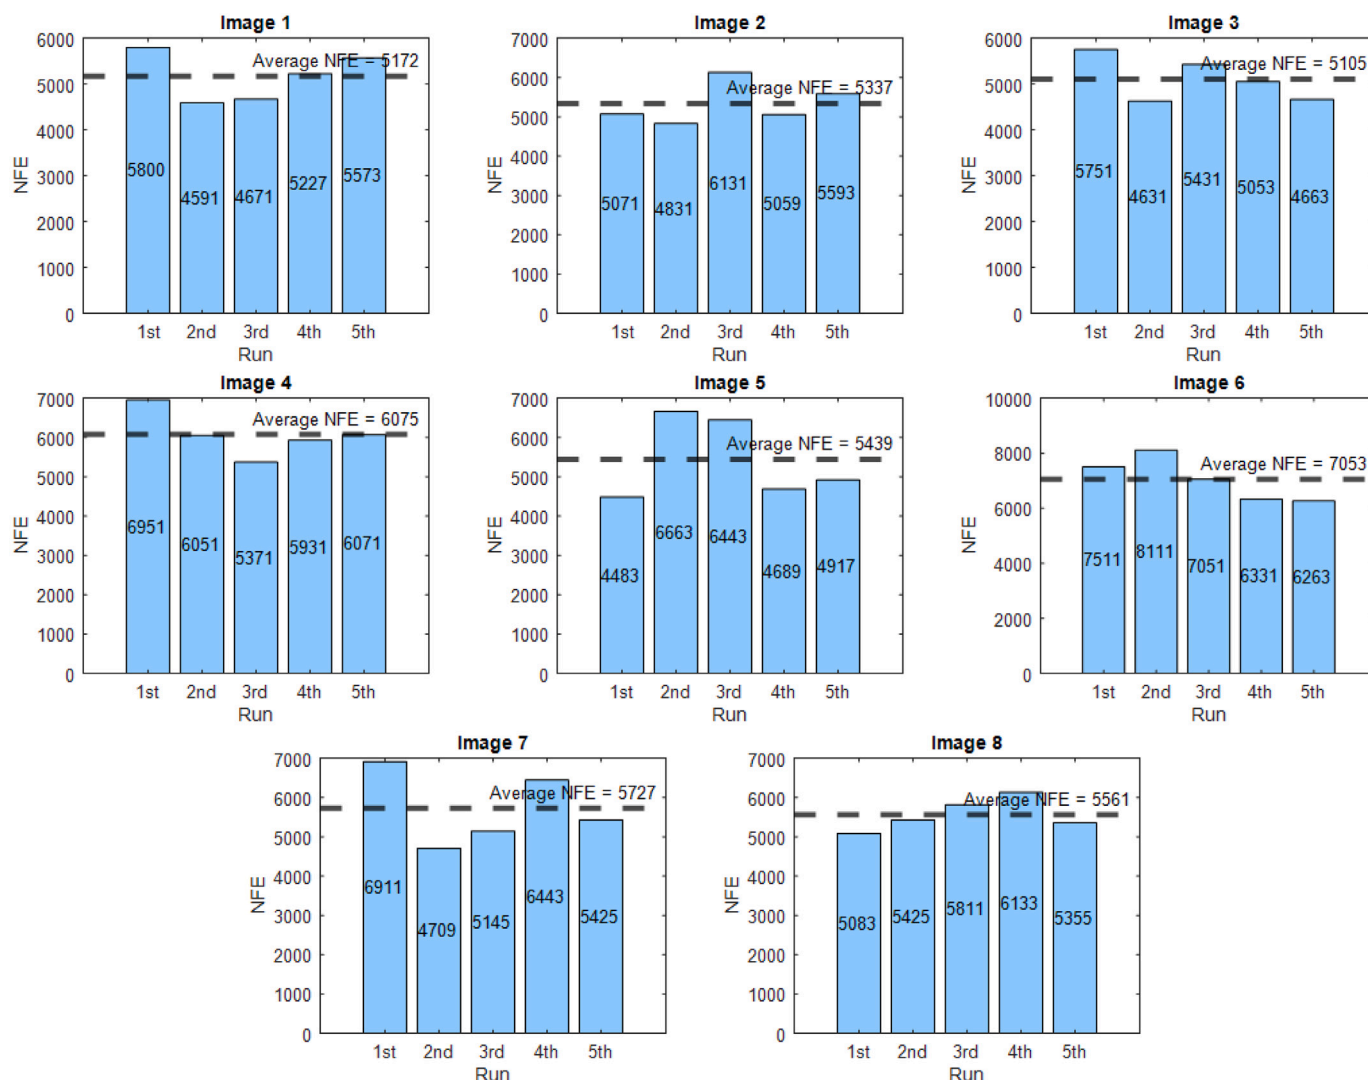 Image 1
6000
5000
4000
3000
2000
1000
0
NFE
Average NFE = 5172
5800
4591
4671
5227
5573
1st 2nd 3rd 4th 5th
Run
Image 2
7000
6000
5000
4000
3000
2000
1000
0
NFE
Average NFE = 5337
5071
4831
6131
5059
5593
1st 2nd 3rd 4th 5th
Run
Image 3
6000
5000
4000
3000
2000
1000
0
NFE
Average NFE = 5105
5751
4631
5431
5053
4663
1st 2nd 3rd 4th 5th
Run
Image 4
7000
6000
5000
4000
3000
2000
1000
0
NFE
Average NFE = 6075
6951
6051
5371
5931
6071
1st 2nd 3rd 4th 5th
Run
Image 5
7000
6000
5000
4000
3000
2000
1000
0
NFE
Average NFE = 5439
4483
6663
6443
4689
4917
1st 2nd 3rd 4th 5th
Run
Image 6
10000
8000
6000
4000
2000
0
NFE
Average NFE = 7053
7511
8111
7051
6331
6263
1st 2nd 3rd 4th 5th
Run
Image 7
7000
6000
5000
4000
3000
2000
1000
0
NFE
Average NFE = 5727
6911
4709
5145
6443
5425
1st 2nd 3rd 4th 5th
Run
Image 8
7000
6000
5000
4000
3000
2000
1000
0
NFE
Average NFE = 5561
5083
5425
5811
6133
5355
1st 2nd 3rd 4th 5th
Run